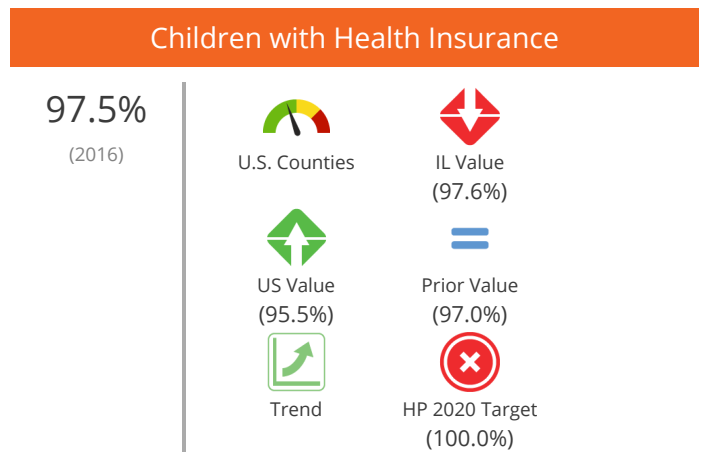 Children with Health Insurance
97.5%
(2016)
U.S. Counties
IL Value
(97.6%)
US Value
(95.5%)
Prior Value
(97.0%)
Trend
HP 2020 Target
(100.0%)